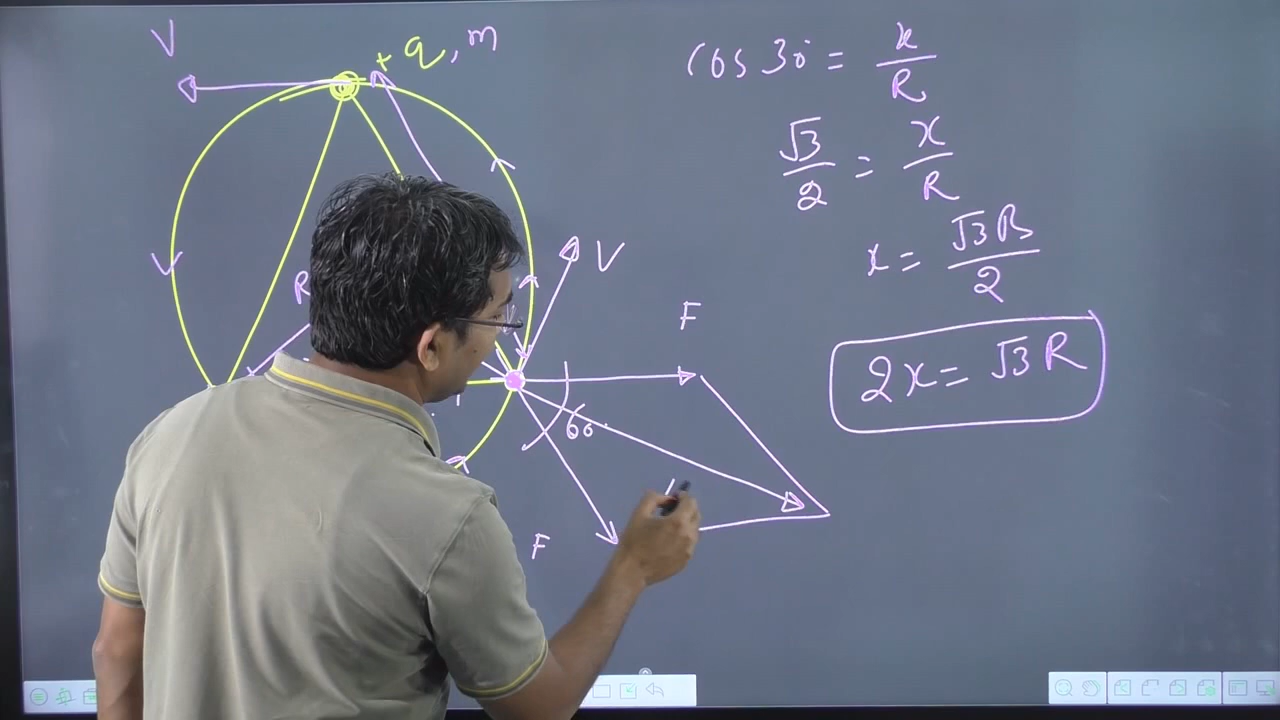 V
+q, m
R
V
F
60
F
cos 30 = x/R
√3/2 = x/R
x = √3R/2
2x = √3 R